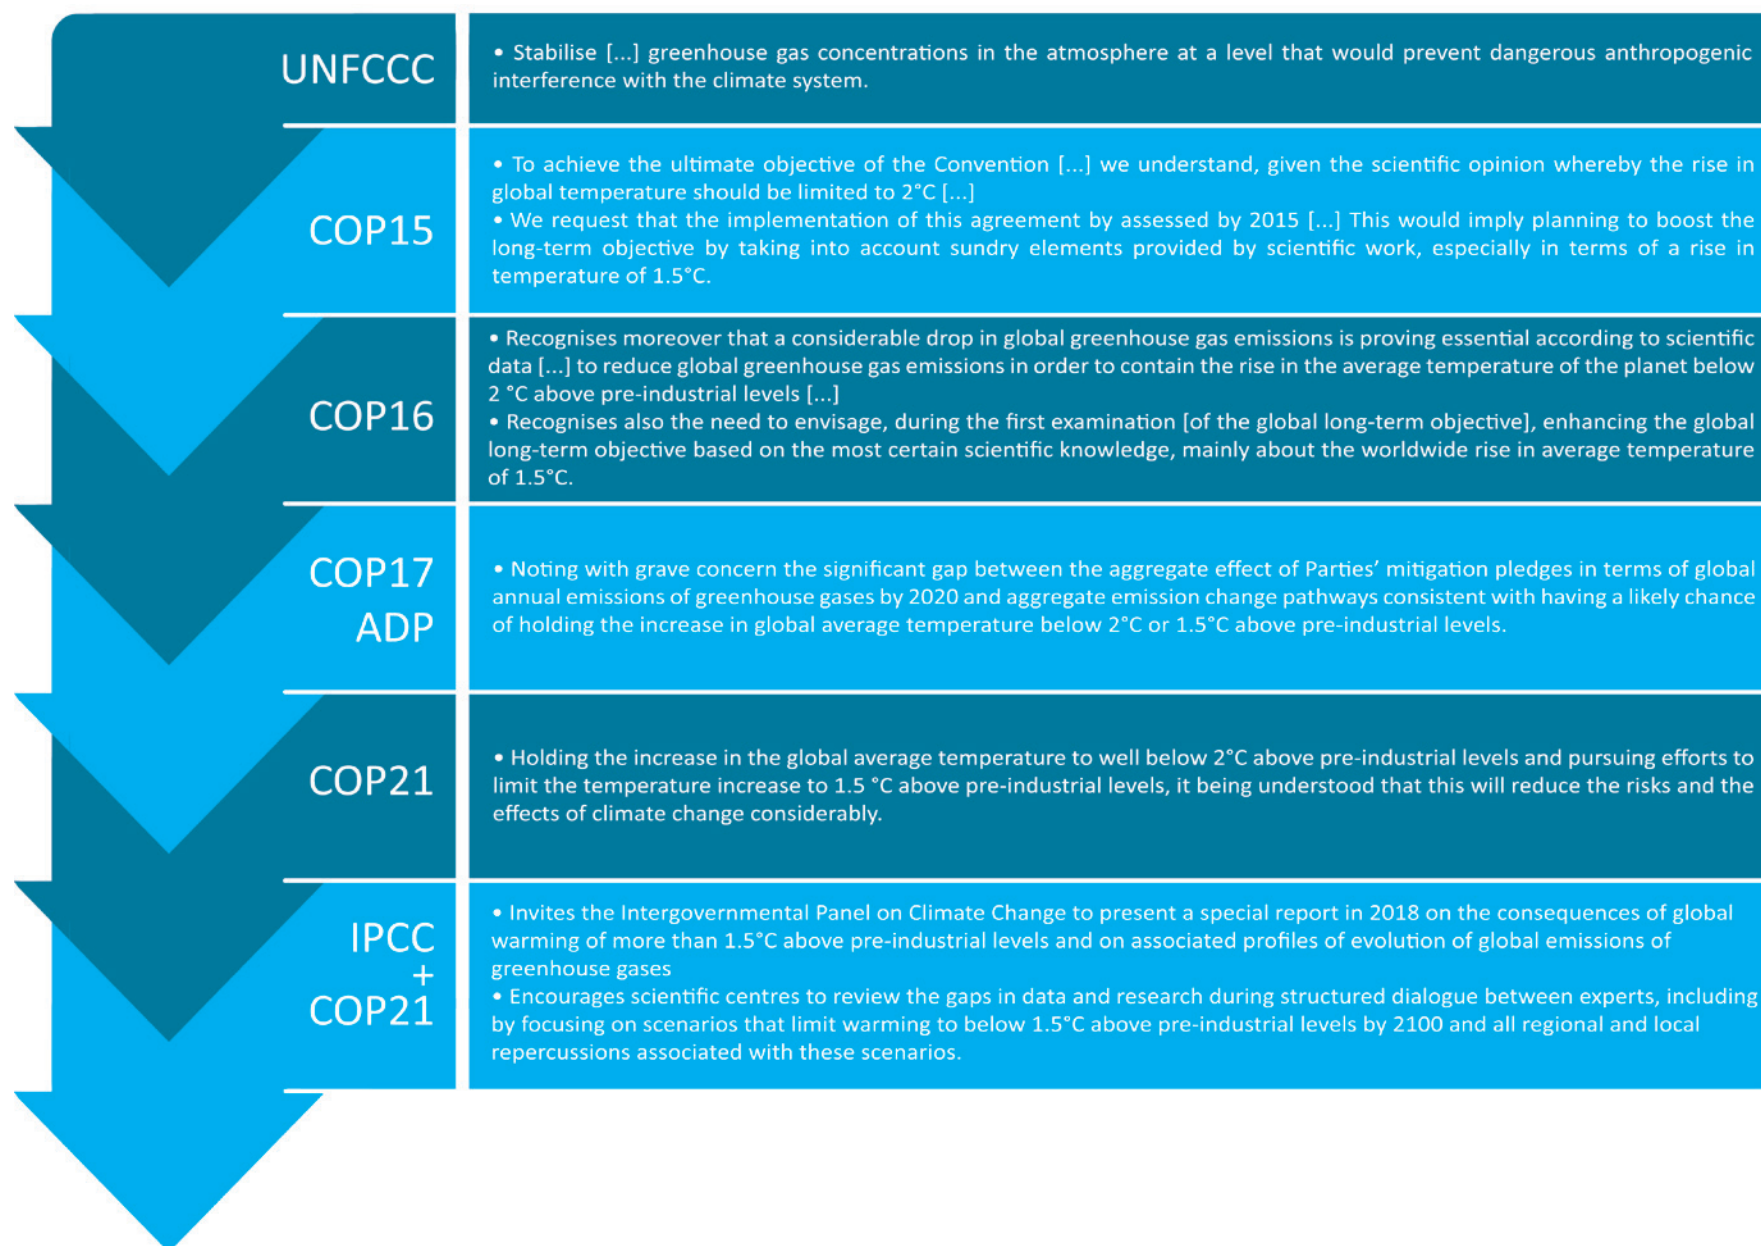 UNFCCC
• Stabilise [...] greenhouse gas concentrations in the atmosphere at a level that would prevent dangerous anthropogenic
interference with the climate system.
COP15
• To achieve the ultimate objective of the Convention [...] we understand, given the scientific opinion whereby the rise in
global temperature should be limited to 2°C [...]
• We request that the implementation of this agreement by assessed by 2015 [...] This would imply planning to boost the
long-term objective by taking into account sundry elements provided by scientific work, especially in terms of a rise in
temperature of 1.5°C.
COP16
• Recognises moreover that a considerable drop in global greenhouse gas emissions is proving essential according to scientific
data [...] to reduce global greenhouse gas emissions in order to contain the rise in the average temperature of the planet below
2 °C above pre-industrial levels [...]
• Recognises also the need to envisage, during the first examination [of the global long-term objective], enhancing the global
long-term objective based on the most certain scientific knowledge, mainly about the worldwide rise in average temperature
of 1.5°C.
COP17
ADP
• Noting with grave concern the significant gap between the aggregate effect of Parties’ mitigation pledges in terms of global
annual emissions of greenhouse gases by 2020 and aggregate emission change pathways consistent with having a likely chance
of holding the increase in global average temperature below 2°C or 1.5°C above pre-industrial levels.
COP21
• Holding the increase in the global average temperature to well below 2°C above pre-industrial levels and pursuing efforts to
limit the temperature increase to 1.5 °C above pre-industrial levels, it being understood that this will reduce the risks and the
effects of climate change considerably.
IPCC
+
COP21
• Invites the Intergovernmental Panel on Climate Change to present a special report in 2018 on the consequences of global
warming of more than 1.5°C above pre-industrial levels and on associated profiles of evolution of global emissions of
greenhouse gases
• Encourages scientific centres to review the gaps in data and research during structured dialogue between experts, including
by focusing on scenarios that limit warming to below 1.5°C above pre-industrial levels by 2100 and all regional and local
repercussions associated with these scenarios.